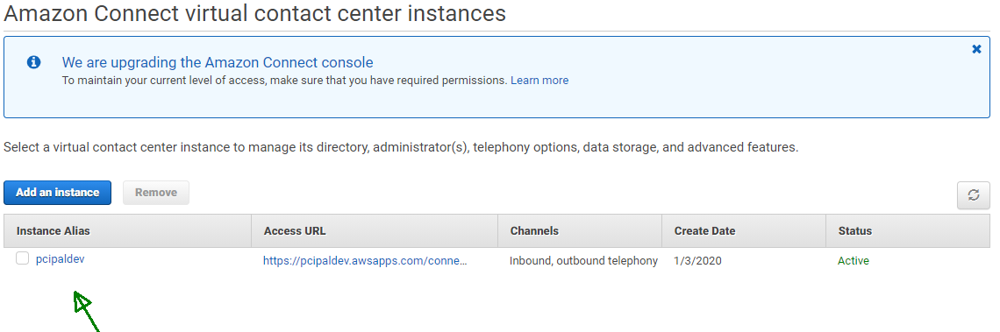 Amazon Connect virtual contact center instances
We are upgrading the Amazon Connect console
To maintain your current level of access, make sure that you have required permissions. Learn more
Select a virtual contact center instance to manage its directory, administrator(s), telephony options, data storage, and advanced features.
Add an instance Remove
Instance Alias Access URL Channels Create Date Status
pcipaldev https://pcipaldev.awsapps.com/conne... Inbound, outbound telephony 1/3/2020 Active